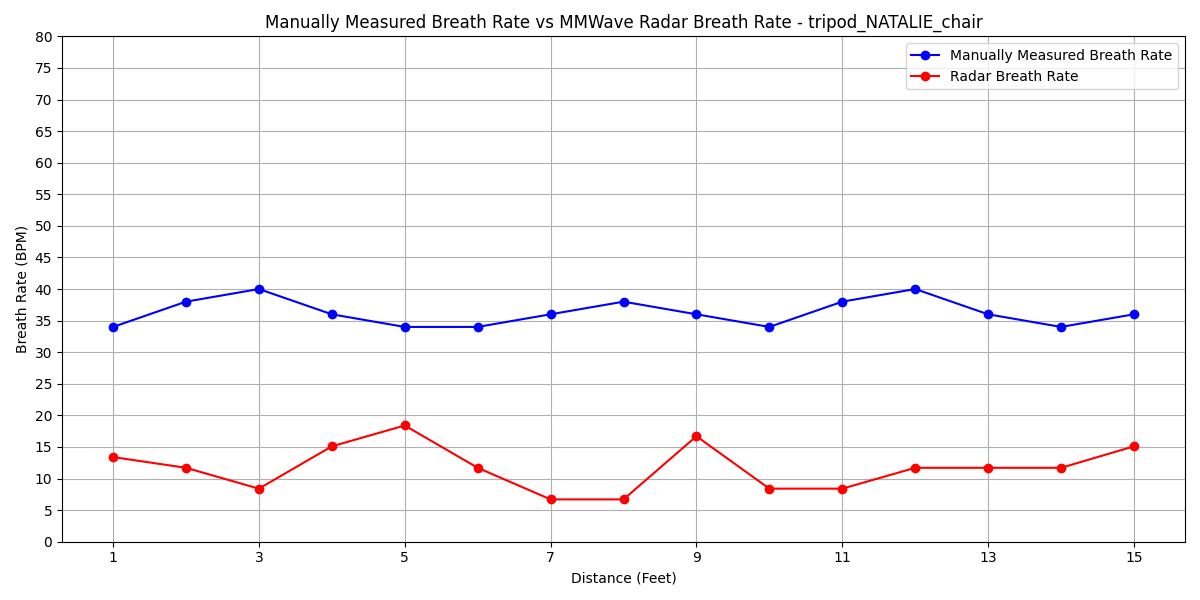 Manually Measured Breath Rate vs MMWave Radar Breath Rate - tripod_NATALIE_chair
Manually Measured Breath Rate
Radar Breath Rate
Breath Rate (BPM)
80
75
70
65
60
55
50
45
40
35
30
25
20
15
10
5
0
1 3 5 7 9 11 13 15
Distance (Feet)